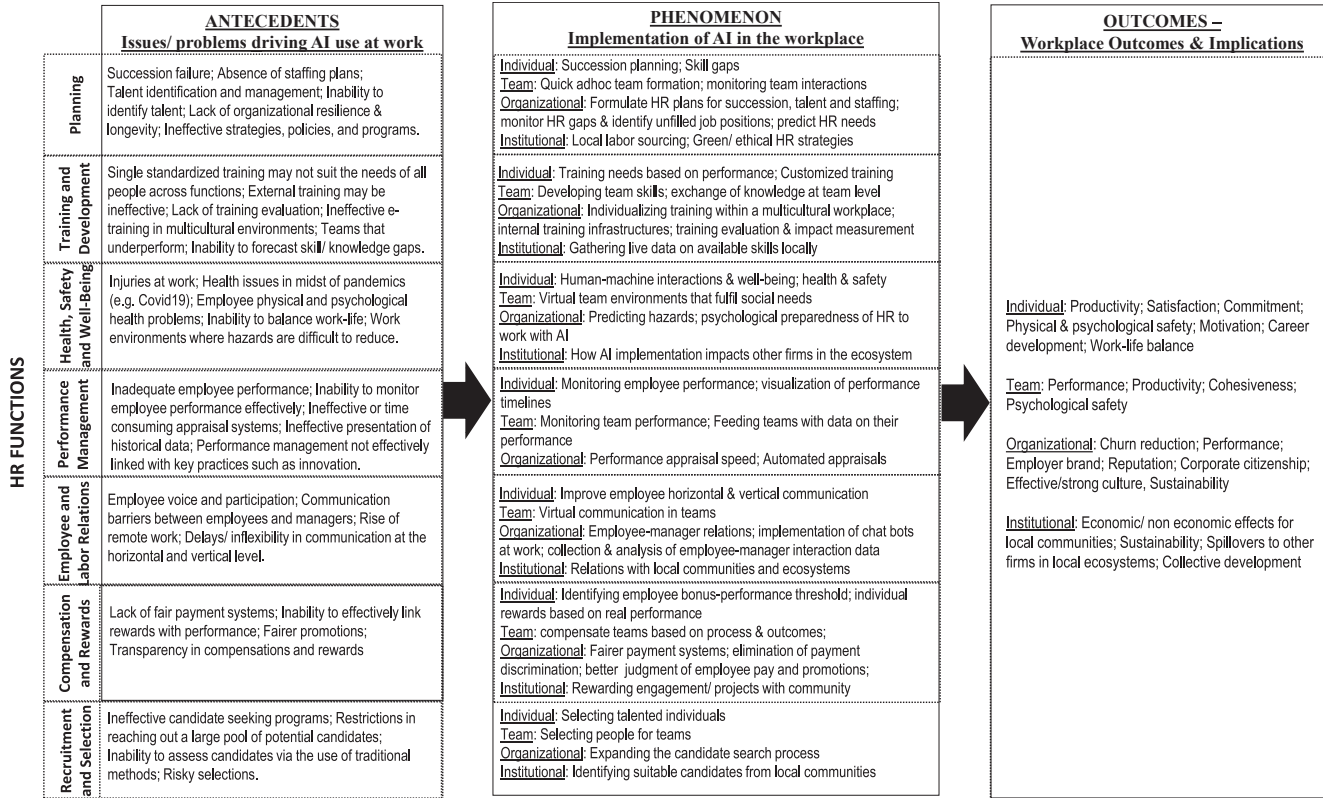 HR FUNCTIONS
ANTECEDENTS
Issues/ problems driving AI use at work
PHENOMENON
Implementation of AI in the workplace
OUTCOMES –
Workplace Outcomes & Implications
Planning
Succession failure; Absence of staffing plans;
Talent identification and management; Inability to
identify talent; Lack of organizational resilience &
longevity; Ineffective strategies, policies, and programs.
Individual: Succession planning; Skill gaps
Team: Quick adhoc team formation; monitoring team interactions
Organizational: Formulate HR plans for succession, talent and staffing;
monitor HR gaps & identify unfilled job positions; predict HR needs
Institutional: Local labor sourcing; Green/ ethical HR strategies
Training and
Development
Single standardized training may not suit the needs of all
people across functions; External training may be
ineffective; Lack of training evaluation; Ineffective e-
training in multicultural environments; Teams that
underperform; Inability to forecast skill/ knowledge gaps.
Individual: Training needs based on performance; Customized training
Team: Developing team skills; exchange of knowledge at team level
Organizational: Individualizing training within a multicultural workplace;
internal training infrastructures; training evaluation & impact measurement
Institutional: Gathering live data on available skills locally
Health, Safety
and Well-Being
Injuries at work; Health issues in midst of pandemics
(e.g. Covid19); Employee physical and psychological
health problems; Inability to balance work-life; Work
environments where hazards are difficult to reduce.
Individual: Human-machine interactions & well-being; health & safety
Team: Virtual team environments that fulfil social needs
Organizational: Predicting hazards; psychological preparedness of HR to
work with AI
Institutional: How AI implementation impacts other firms in the ecosystem
Performance
Management
Inadequate employee performance; Inability to monitor
employee performance effectively; Ineffective or time
consuming appraisal systems; Ineffective presentation of
historical data; Performance management not effectively
linked with key practices such as innovation.
Individual: Monitoring employee performance; visualization of performance
timelines
Team: Monitoring team performance; Feeding teams with data on their
performance
Organizational: Performance appraisal speed; Automated appraisals
Employee and
Labor Relations
Employee voice and participation; Communication
barriers between employees and managers; Rise of
remote work; Delays/ inflexibility in communication at the
horizontal and vertical level.
Individual: Improve employee horizontal & vertical communication
Team: Virtual communication in teams
Organizational: Employee-manager relations; implementation of chat bots
at work; collection & analysis of employee-manager interaction data
Institutional: Relations with local communities and ecosystems
Compensation
and Rewards
Lack of fair payment systems; Inability to effectively link
rewards with performance; Fairer promotions;
Transparency in compensations and rewards
Individual: Identifying employee bonus-performance threshold; individual
rewards based on real performance
Team: compensate teams based on process & outcomes;
Organizational: Fairer payment systems; elimination of payment
discrimination; better judgment of employee pay and promotions;
Institutional: Rewarding engagement/ projects with community
Recruitment
and Selection
Ineffective candidate seeking programs; Restrictions in
reaching out a large pool of potential candidates;
Inability to assess candidates via the use of traditional
methods; Risky selections.
Individual: Selecting talented individuals
Team: Selecting people for teams
Organizational: Expanding the candidate search process
Institutional: Identifying suitable candidates from local communities
Individual: Productivity; Satisfaction; Commitment;
Physical & psychological safety; Motivation; Career
development; Work-life balance
Team: Performance; Productivity; Cohesiveness;
Psychological safety
Organizational: Churn reduction; Performance;
Employer brand; Reputation; Corporate citizenship;
Effective/strong culture, Sustainability
Institutional: Economic/ non economic effects for
local communities; Sustainability; Spillovers to other
firms in local ecosystems; Collective development